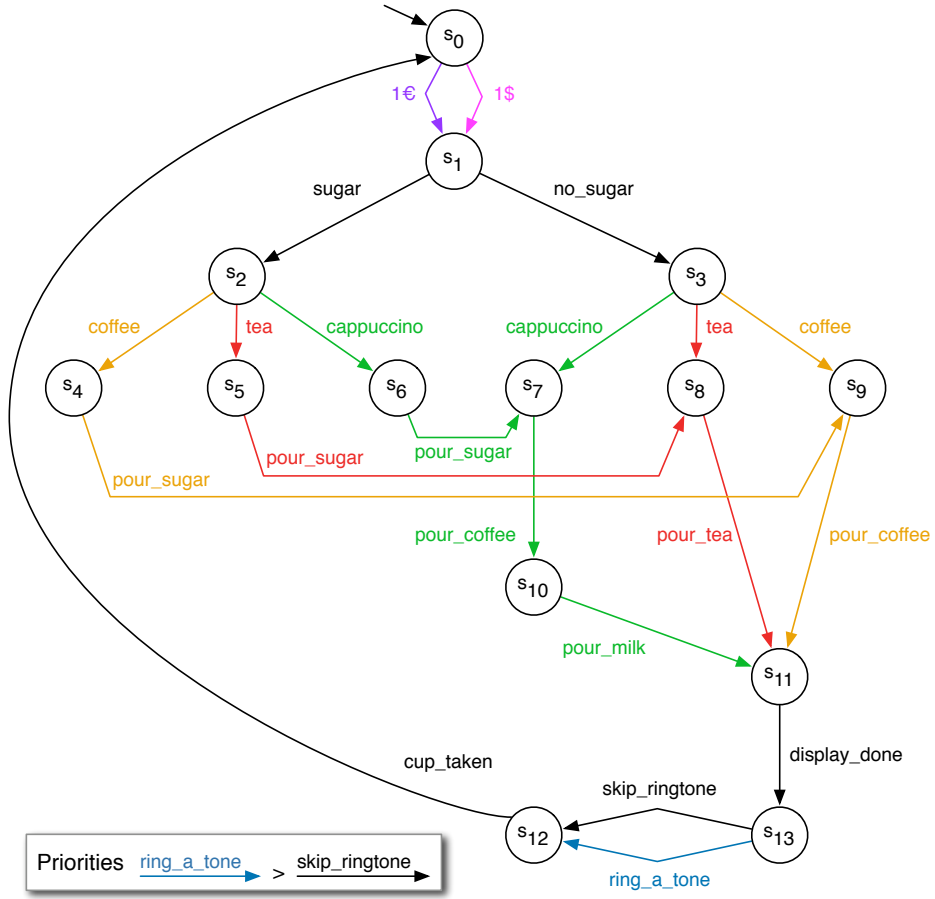 s0
1€ 1$
s1
sugar no_sugar
s2 s3
coffee tea cappuccino cappuccino tea coffee
s4 s5 s6 s7 s8 s9
pour_sugar
pour_sugar
pour_sugar
pour_coffee pour_tea pour_coffee
s10
pour_milk
s11
display_done
cup_taken
skip_ringtone
s12 s13
ring_a_tone
Priorities ring_a_tone > skip_ringtone